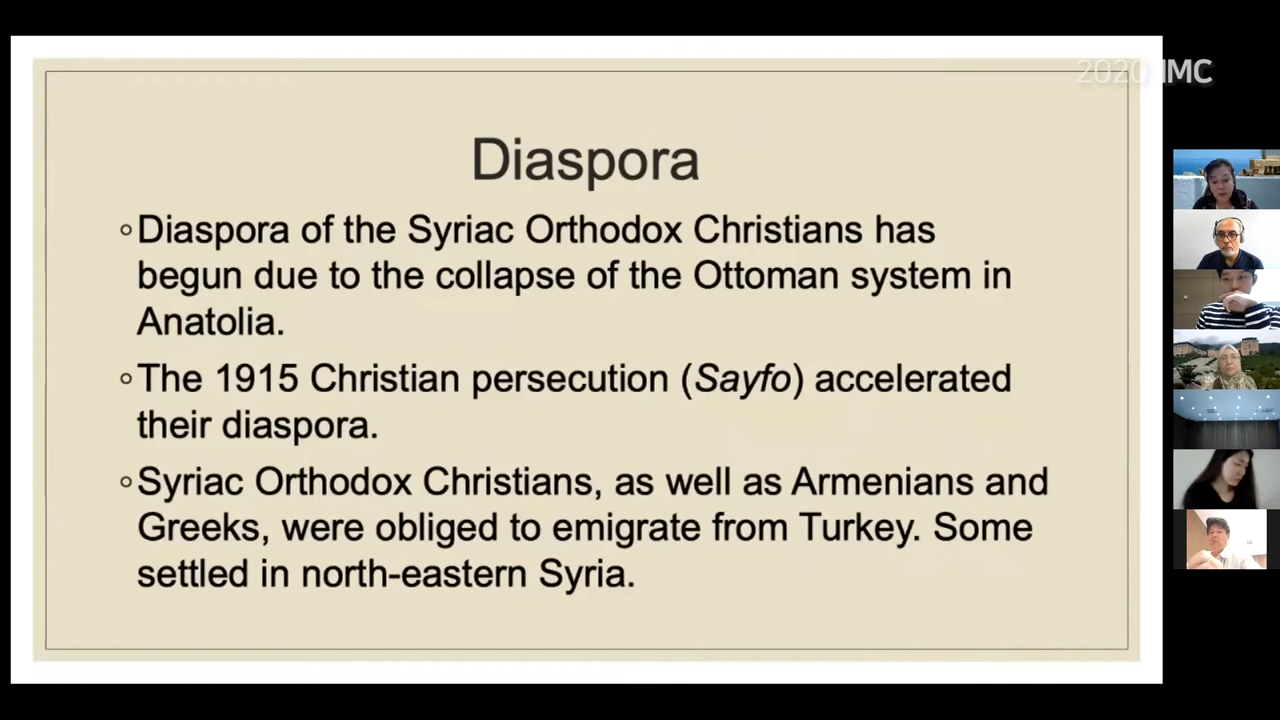 2020 IMC
Diaspora
◦Diaspora of the Syriac Orthodox Christians has
begun due to the collapse of the Ottoman system in
Anatolia.
◦The 1915 Christian persecution (Sayfo) accelerated
their diaspora.
◦Syriac Orthodox Christians, as well as Armenians and
Greeks, were obliged to emigrate from Turkey. Some
settled in north-eastern Syria.